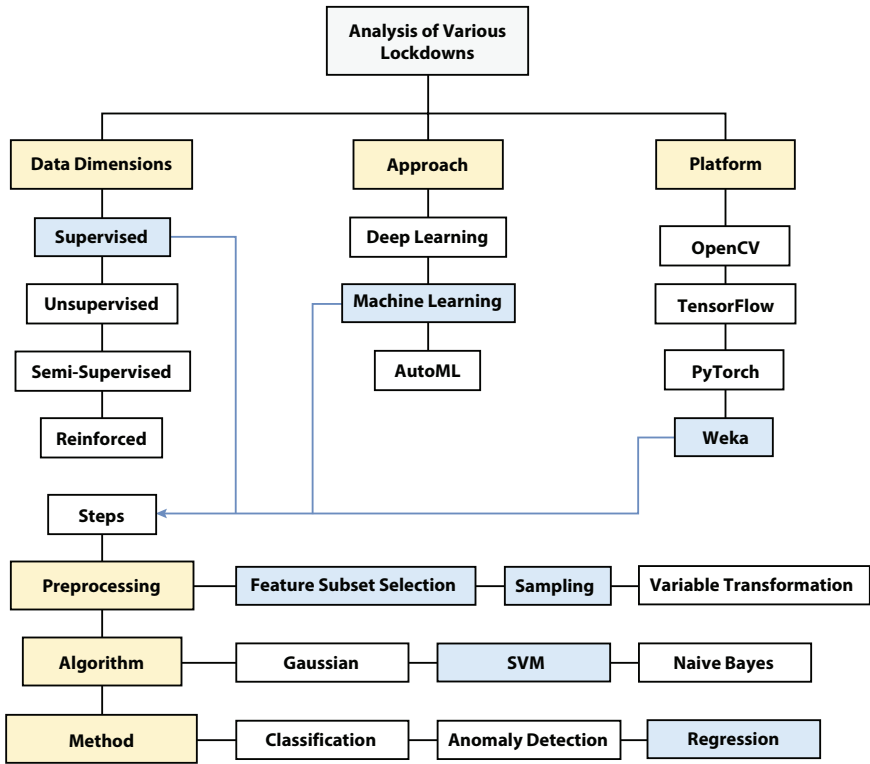 Analysis of Various
Lockdowns
Data Dimensions
Approach
Platform
Supervised
Deep Learning
OpenCV
Unsupervised
Machine Learning
TensorFlow
Semi-Supervised
AutoML
PyTorch
Reinforced
Weka
Steps
Preprocessing
Feature Subset Selection
Sampling
Variable Transformation
Algorithm
Gaussian
SVM
Naive Bayes
Method
Classification
Anomaly Detection
Regression